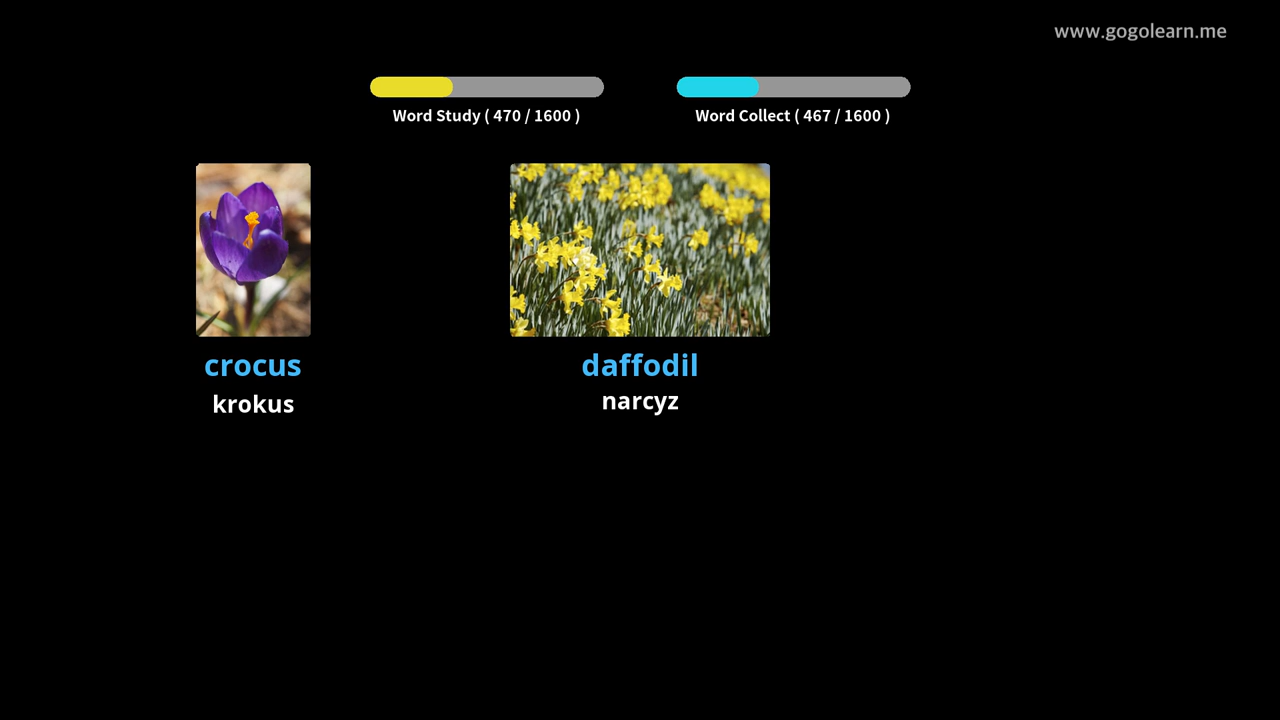 www.gogolearn.me
Word Study ( 470 / 1600 )
Word Collect ( 467 / 1600 )
crocus
krokus
daffodil
narcyz